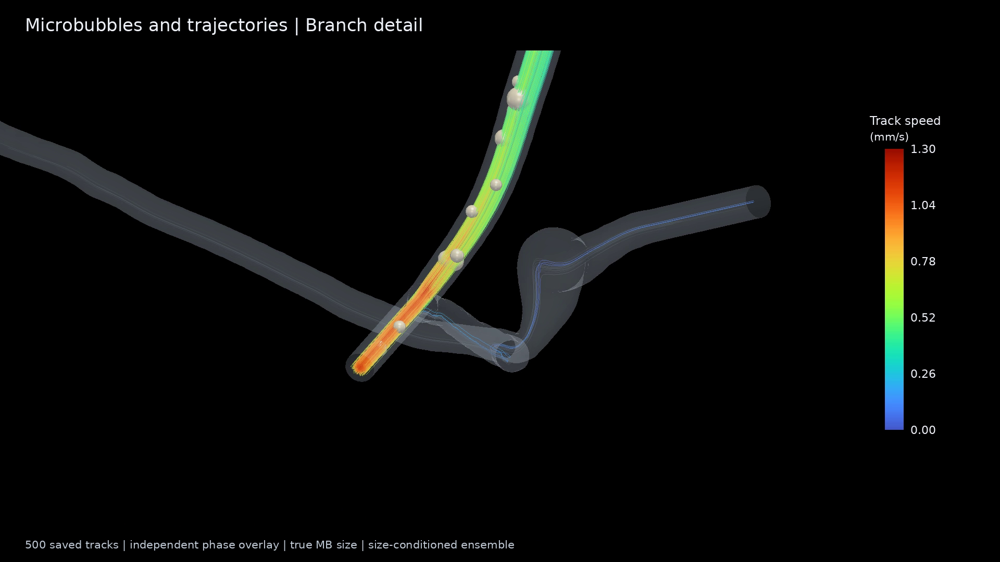 Microbubbles and trajectories | Branch detail
Track speed
(mm/s)
1.30
1.04
0.78
0.52
0.26
0.00
500 saved tracks | independent phase overlay | true MB size | size-conditioned ensemble